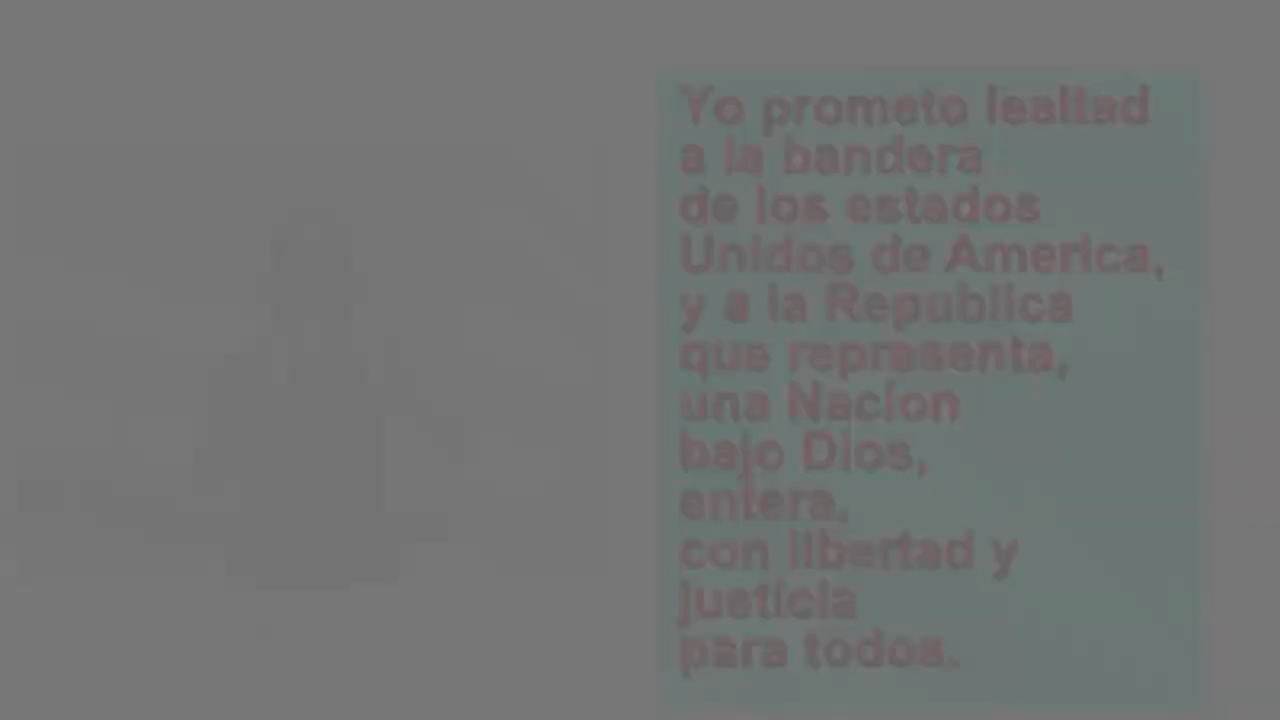 Yo prometo lealtad
a la bandera
de los estados
Unidos de America,
y a la Republica
que representa,
una Nacion
bajo Dios,
entera,
con libertad y
justicia
para todos.